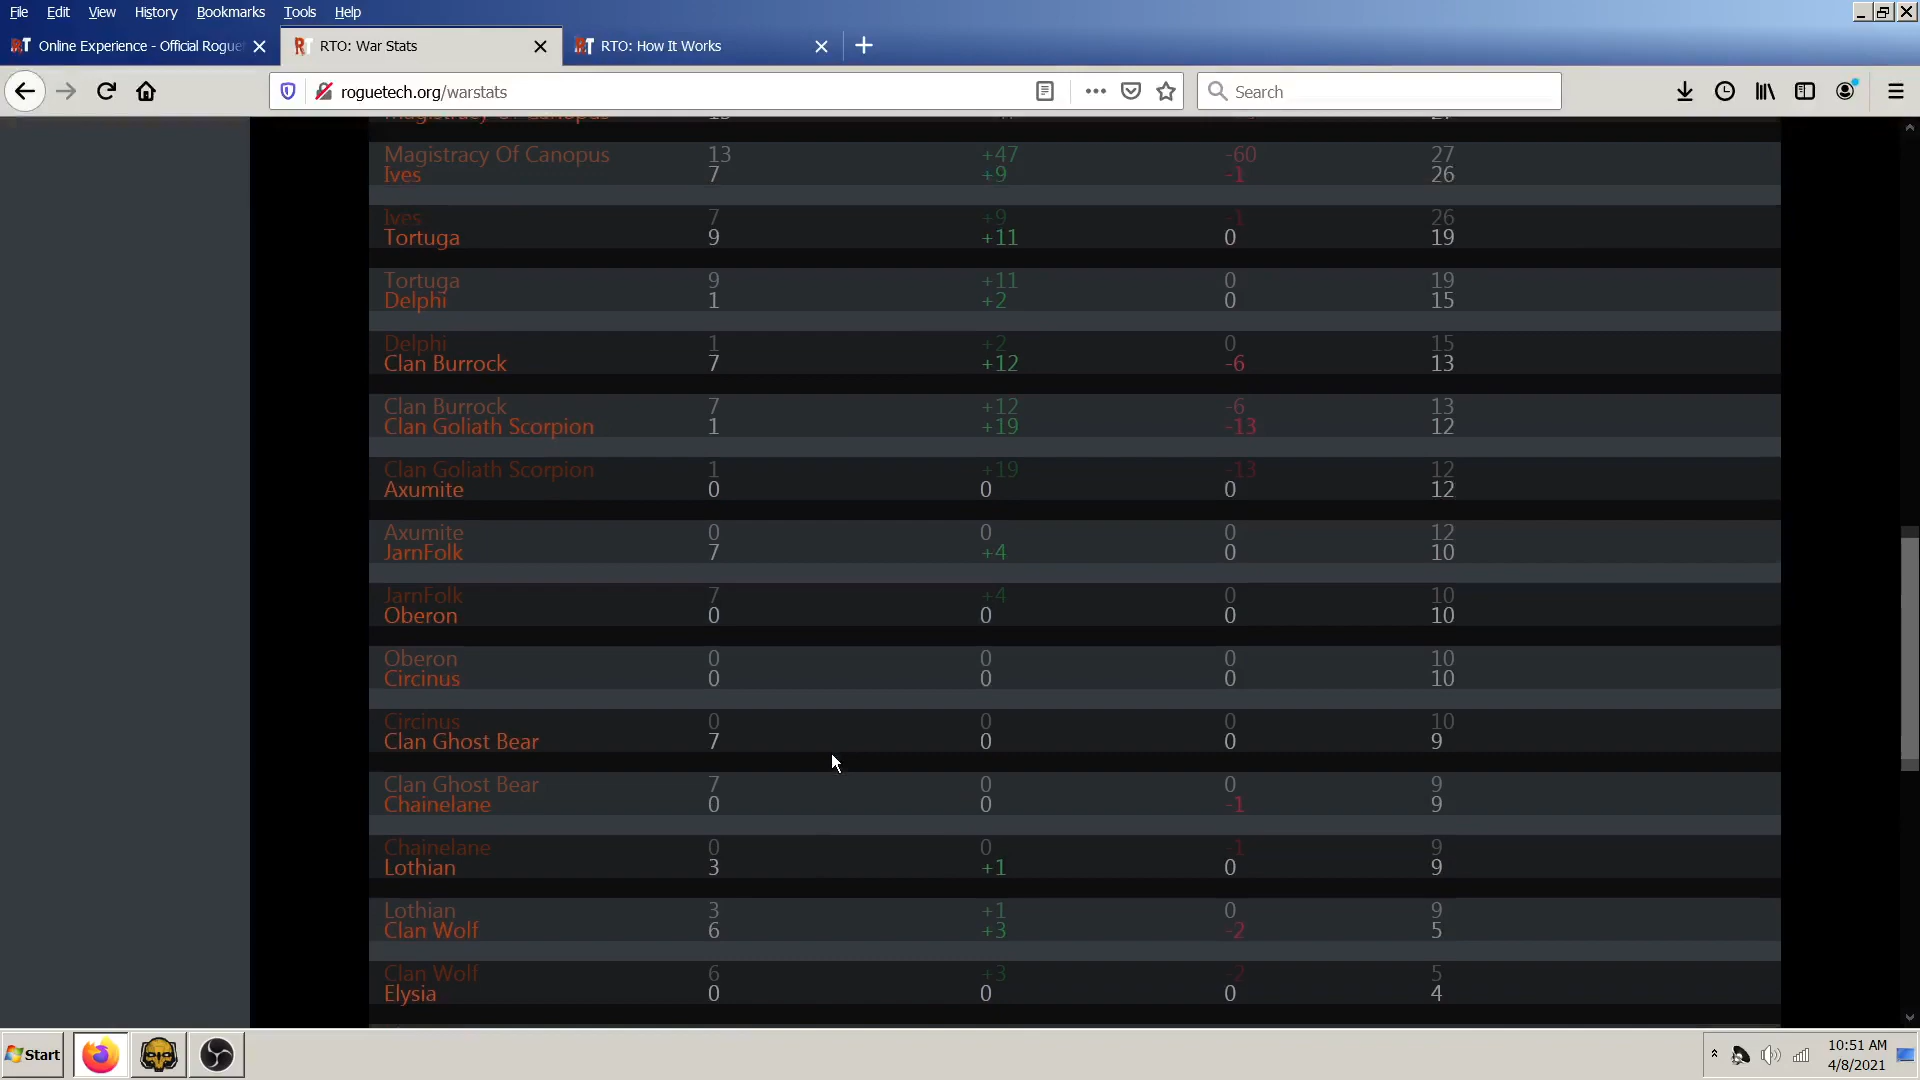 File Edit View History Bookmarks Tools Help
Online Experience - Official Rogue
RTO: War Stats
RTO: How It Works
roguetech.org/warstats
Search
Magistracy Of Canopus 13 27
Magistracy Of Canopus 13 +47 -60 27
Ives 7 +9 -1 26
Ives 7 +9 -1 26
Tortuga 9 +11 0 19
Tortuga 9 +11 0 19
Delphi 1 +2 0 15
Delphi 1 +2 0 15
Clan Burrock 7 +12 -6 13
Clan Burrock 7 +12 -6 13
Clan Goliath Scorpion 1 +19 -13 12
Clan Goliath Scorpion 1 +19 -13 12
Axumite 0 0 0 12
Axumite 0 0 0 12
JarnFolk 7 +4 0 10
JarnFolk 7 +4 0 10
Oberon 0 0 0 10
Oberon 0 0 0 10
Circinus 0 0 0 10
Circinus 0 0 0 10
Clan Ghost Bear 7 0 0 9
Clan Ghost Bear 7 0 0 9
Chainelane 0 0 -1 9
Chainelane 0 0 -1 9
Lothian 3 +1 0 9
Lothian 3 +1 0 9
Clan Wolf 6 +3 -2 5
Clan Wolf 6 +3 -2 5
Elysia 0 0 0 4
Start
10:51 AM
4/8/2021